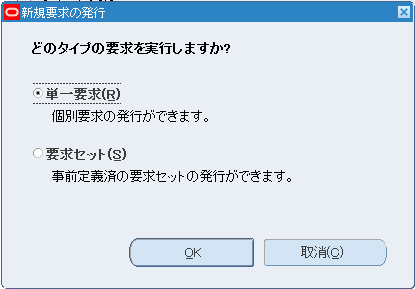 新規要求の発行
どのタイプの要求を実行しますか?
単一要求(R)
個別要求の発行ができます。
要求セット(S)
事前定義済の要求セットの発行ができます。
OK
取消(C)